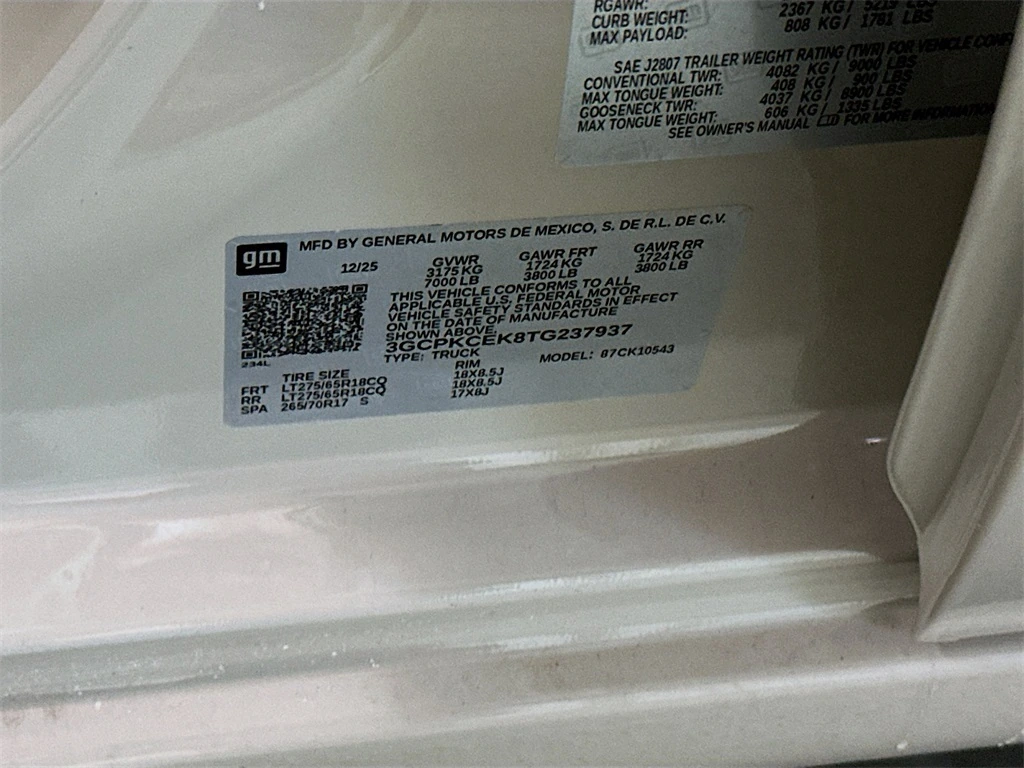 RGAWR: 2367 KG / 5219 LBS
CURB WEIGHT: 808 KG / 1781 LBS
MAX PAYLOAD:
SAE J2807 TRAILER WEIGHT RATING (TWR) FOR VEHICLE
CONVENTIONAL TWR: 4082 KG / 9000 LBS
MAX TONGUE WEIGHT: 408 KG / 900 LBS
GOOSENECK TWR: 4037 KG / 8900 LBS
MAX TONGUE WEIGHT: 606 KG / 1335 LBS
SEE OWNER'S MANUAL FOR MORE INFORMATION
gm
MFD BY GENERAL MOTORS DE MEXICO, S. DE R.L. DE C.V.
12/25 GVWR GAWR FRT GAWR RR
3175 KG 1724 KG 1724 KG
7000 LB 3800 LB 3800 LB
THIS VEHICLE CONFORMS TO ALL
APPLICABLE U.S. FEDERAL MOTOR
VEHICLE SAFETY STANDARDS IN EFFECT
ON THE DATE OF MANUFACTURE
SHOWN ABOVE.
3GCPKCEK8TG237937
TYPE: TRUCK MODEL: 87CK10543
234L
TIRE SIZE RIM
FRT LT275/65R18CQ 18X8.5J
RR LT275/65R18CQ 18X8.5J
SPA 265/70R17 S 17X8J